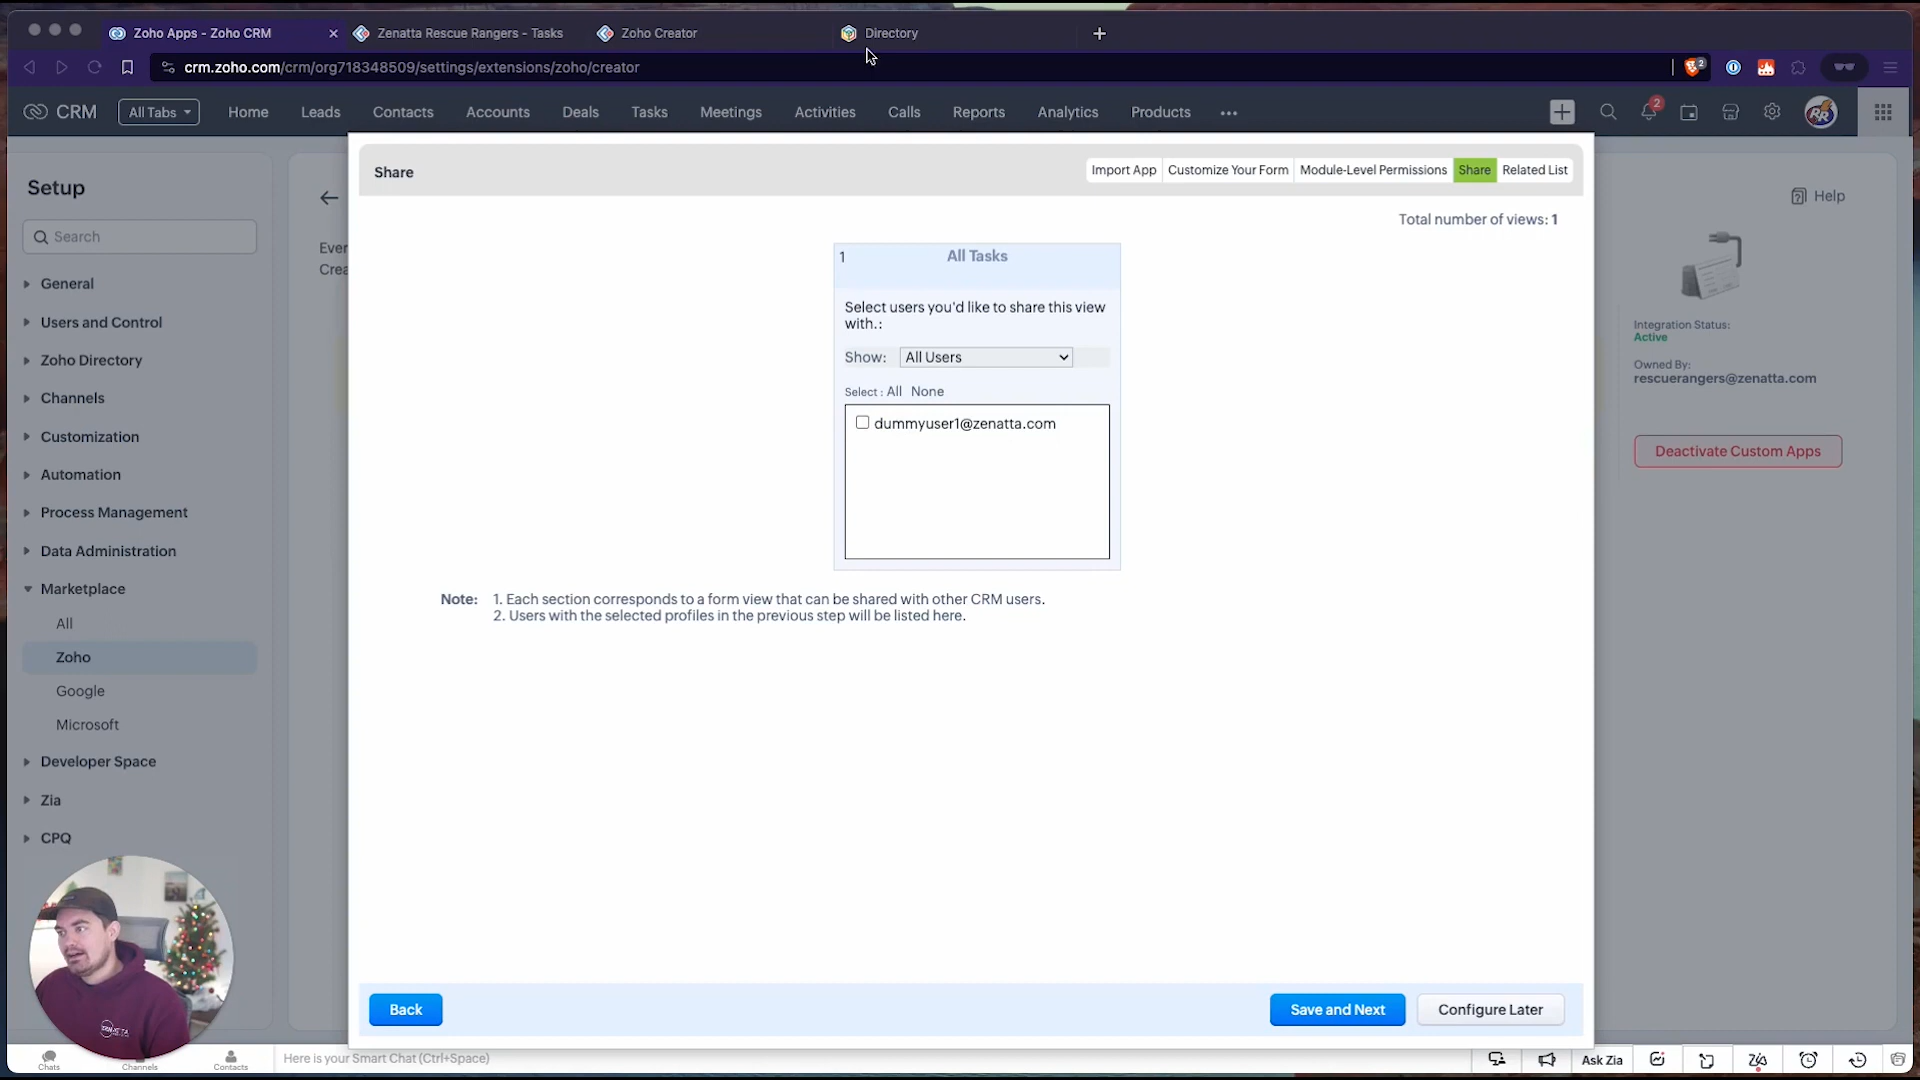 Zoho Apps - Zoho CRM
Zenatta Rescue Rangers - Tasks
Zoho Creator
Directory
crm.zoho.com/crm/org718348509/settings/extensions/zoho/creator
2
CRM
All Tabs
Home
Leads
Contacts
Accounts
Deals
Tasks
Meetings
Activities
Calls
Reports
Analytics
Products
2
Setup
Search
General
Users and Control
Zoho Directory
Channels
Customization
Automation
Process Management
Data Administration
Marketplace
All
Zoho
Google
Microsoft
Developer Space
Zia
CPQ
Ever
Crea
Share
Import App
Customize Your Form
Module-Level Permissions
Share
Related List
Total number of views: 1
1
All Tasks
Select users you'd like to share this view
with.:
Show: All Users
Select : All None
dummyuser1@zenatta.com
Note: 1. Each section corresponds to a form view that can be shared with other CRM users.
2. Users with the selected profiles in the previous step will be listed here.
Back
Save and Next
Configure Later
Help
Integration Status:
Active
Owned By:
rescuerangers@zenatta.com
Deactivate Custom Apps
Chats
Channels
Contacts
Here is your Smart Chat (Ctrl+Space)
Ask Zia